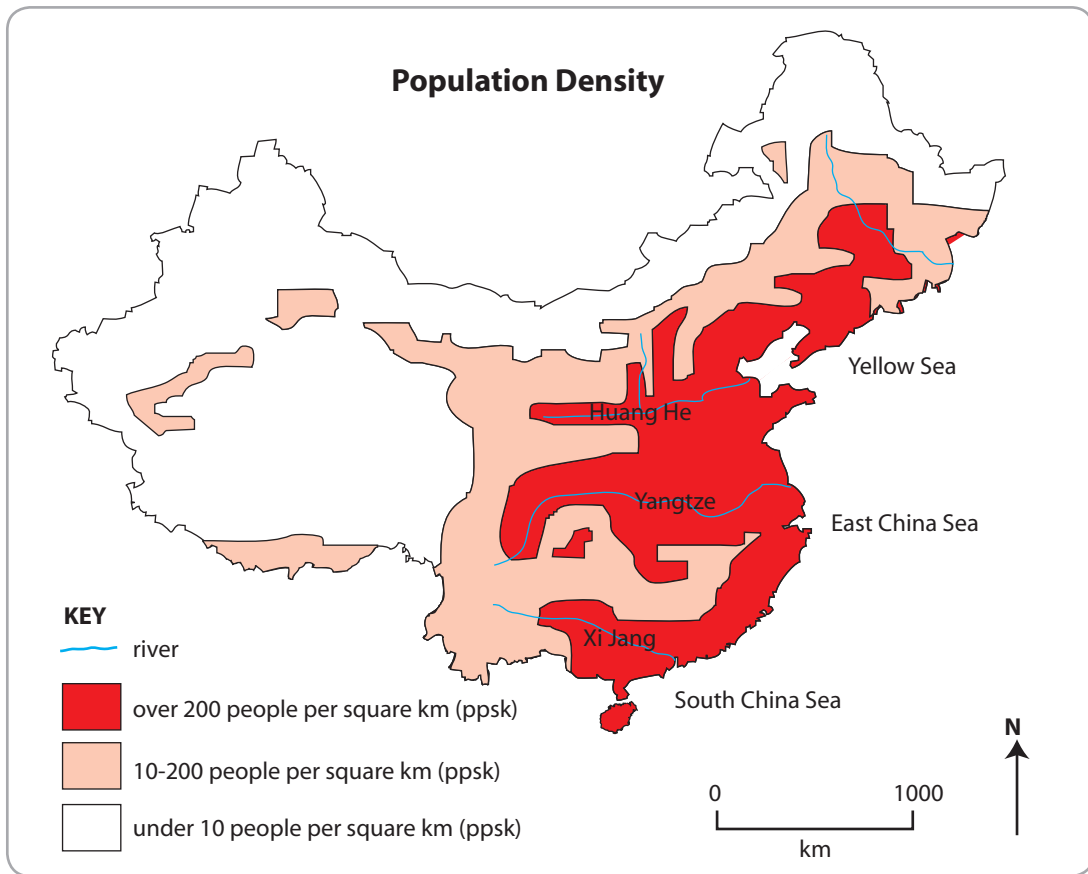 Population Density
Yellow Sea
Huang He
Yangtze
East China Sea
KEY
river
Xi Jang
over 200 people per square km (ppsk)
South China Sea
10-200 people per square km (ppsk)
under 10 people per square km (ppsk)
N
0 1000
km